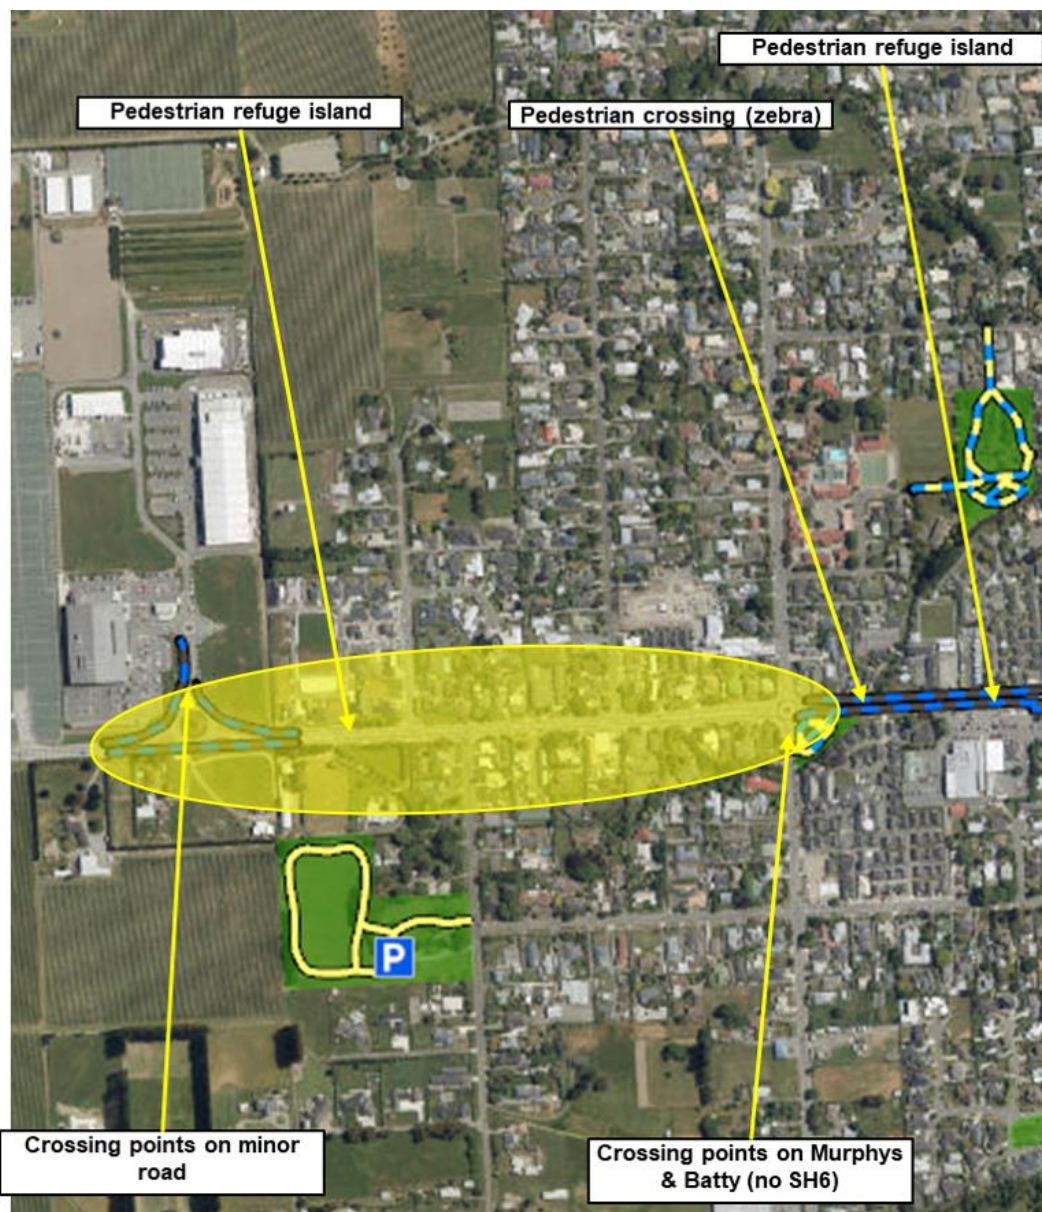 Pedestrian refuge island
Pedestrian refuge island
Pedestrian crossing (zebra)
P
Crossing points on minor
road
Crossing points on Murphys
& Batty (no SH6)